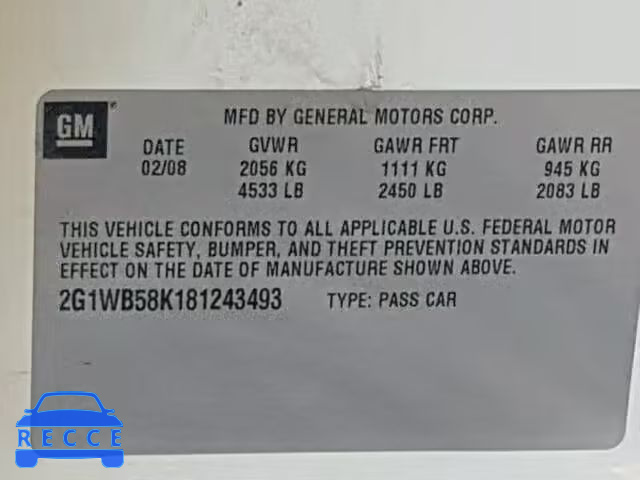 GM
MFD BY GENERAL MOTORS CORP.
DATE GVWR GAWR FRT GAWR RR
02/08 2056 KG 1111 KG 945 KG
4533 LB 2450 LB 2083 LB
THIS VEHICLE CONFORMS TO ALL APPLICABLE U.S. FEDERAL MOTOR
VEHICLE SAFETY, BUMPER, AND THEFT PREVENTION STANDARDS IN
EFFECT ON THE DATE OF MANUFACTURE SHOWN ABOVE.
2G1WB58K181243493 TYPE: PASS CAR
RECCE